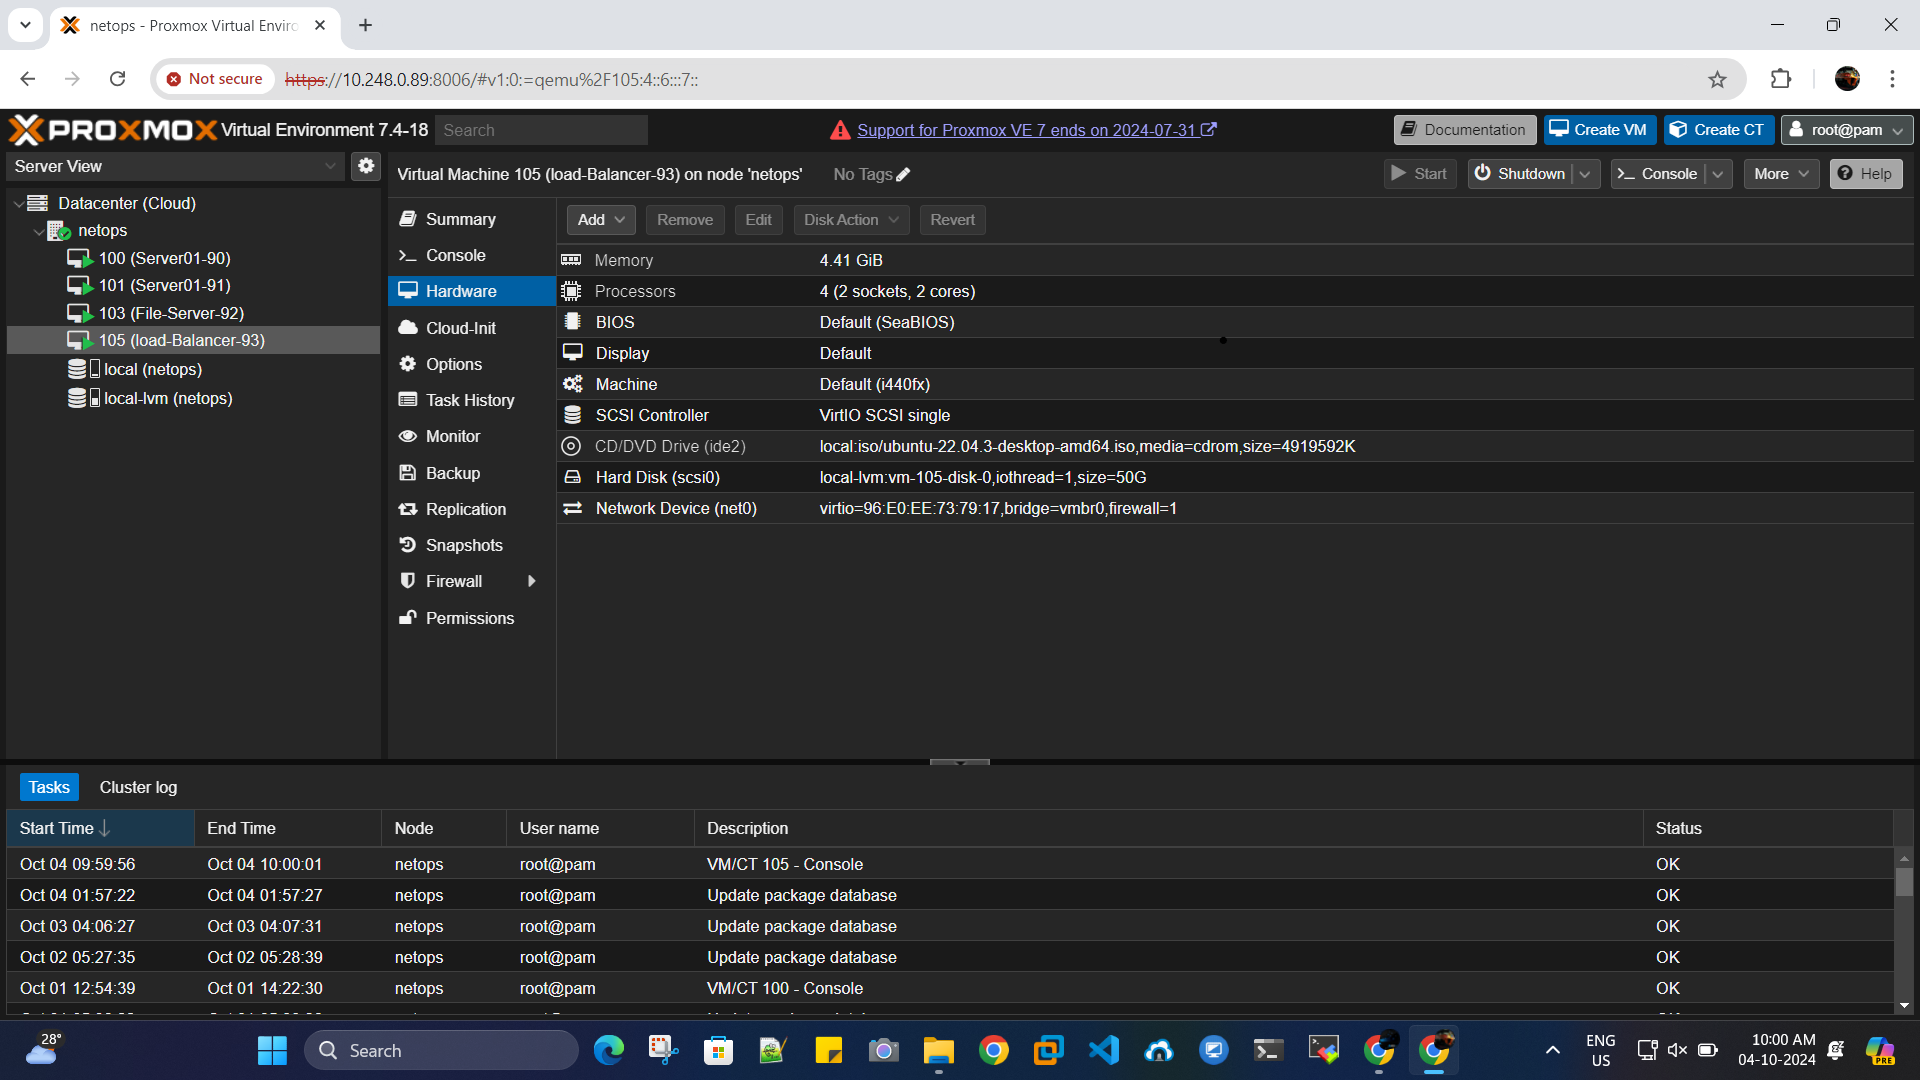 netops - Proxmox Virtual Enviro
Not secure
https://10.248.0.89:8006/#v1:0:=qemu%2F105:4::6:::7::
PROXMOX Virtual Environment 7.4-18
Search
Support for Proxmox VE 7 ends on 2024-07-31
Documentation
Create VM
Create CT
root@pam
Server View
Virtual Machine 105 (load-Balancer-93) on node 'netops'
No Tags
Start
Shutdown
Console
More
Help
Datacenter (Cloud)
netops
100 (Server01-90)
101 (Server01-91)
103 (File-Server-92)
105 (load-Balancer-93)
local (netops)
local-lvm (netops)
Summary
Console
Hardware
Cloud-Init
Options
Task History
Monitor
Backup
Replication
Snapshots
Firewall
Permissions
Add
Remove
Edit
Disk Action
Revert
Memory 4.41 GiB
Processors 4 (2 sockets, 2 cores)
BIOS Default (SeaBIOS)
Display Default
Machine Default (i440fx)
SCSI Controller VirtIO SCSI single
CD/DVD Drive (ide2) local:iso/ubuntu-22.04.3-desktop-amd64.iso,media=cdrom,size=4919592K
Hard Disk (scsi0) local-lvm:vm-105-disk-0,iothread=1,size=50G
Network Device (net0) virtio=96:E0:EE:73:79:17,bridge=vmbr0,firewall=1
Tasks
Cluster log
Start Time End Time Node User name Description Status
Oct 04 09:59:56 Oct 04 10:00:01 netops root@pam VM/CT 105 - Console OK
Oct 04 01:57:22 Oct 04 01:57:27 netops root@pam Update package database OK
Oct 03 04:06:27 Oct 03 04:07:31 netops root@pam Update package database OK
Oct 02 05:27:35 Oct 02 05:28:39 netops root@pam Update package database OK
Oct 01 12:54:39 Oct 01 14:22:30 netops root@pam VM/CT 100 - Console OK
28°
Search
ENG
US
10:00 AM
04-10-2024
PRE